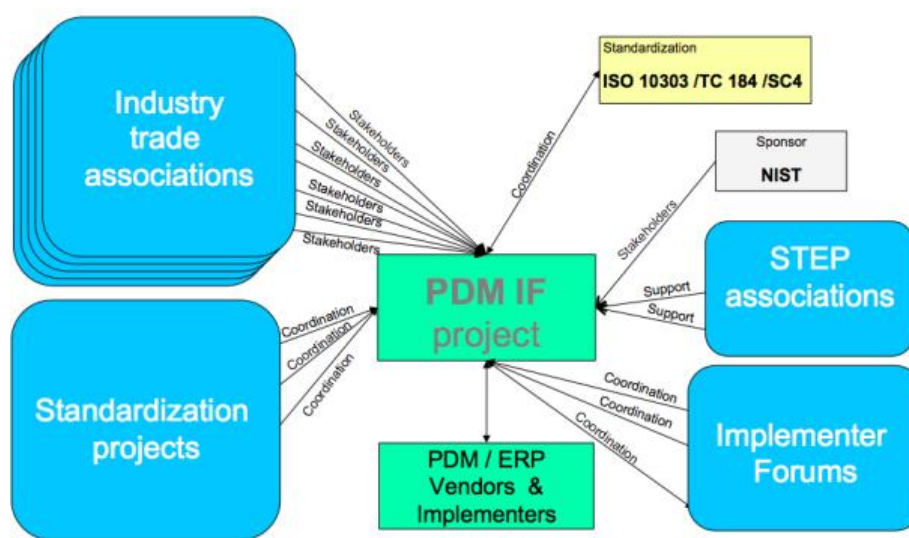 Industry
trade
associations
Stakeholders
Stakeholders
Stakeholders
Stakeholders
Stakeholders
Stakeholders
Standardization
ISO 10303 /TC 184 /SC4
Coordination
Sponsor
NIST
Stakeholders
STEP
associations
Support
Support
PDM IF
project
Standardization
projects
Coordination
Coordination
Coordination
PDM / ERP
Vendors &
Implementers
Coordination
Coordination
Coordination
Implementer
Forums